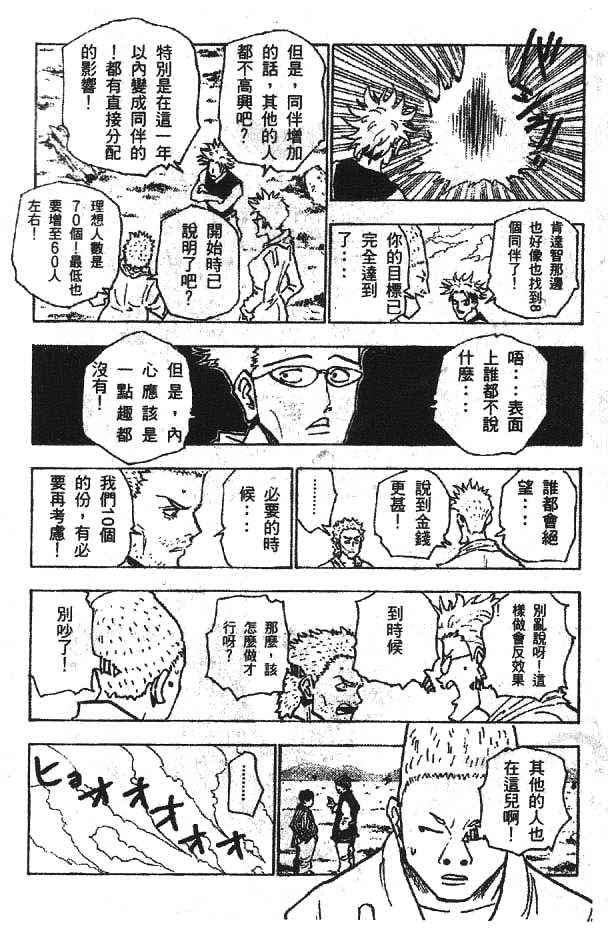 肯達智那邊
也好像也找到8
個同伴了！
你的目標已
完全達到
了···
但是，同伴增加
的話，其他的人
都不高興吧？
特別是在這一年
以內變成同伴的
！都有直接分配
的影響！
開始時已
說明了吧？
理想人數是
70個！最低也
要增至60人
左右！
唔···表面
上誰都不說
什麼···
但是，內
心應該是
一點趣都
沒有！
誰都會絕
望···
說到金錢
更甚！
……
必要的時
候···
我們10個
的份，有必
要再考慮！
別亂說呀！這
樣做會反效果
！
到時候
那麼，該
怎麼做才
行呀？
別吵了！
其他的人也
在這兒啊！
……
ヒョオオオオオ